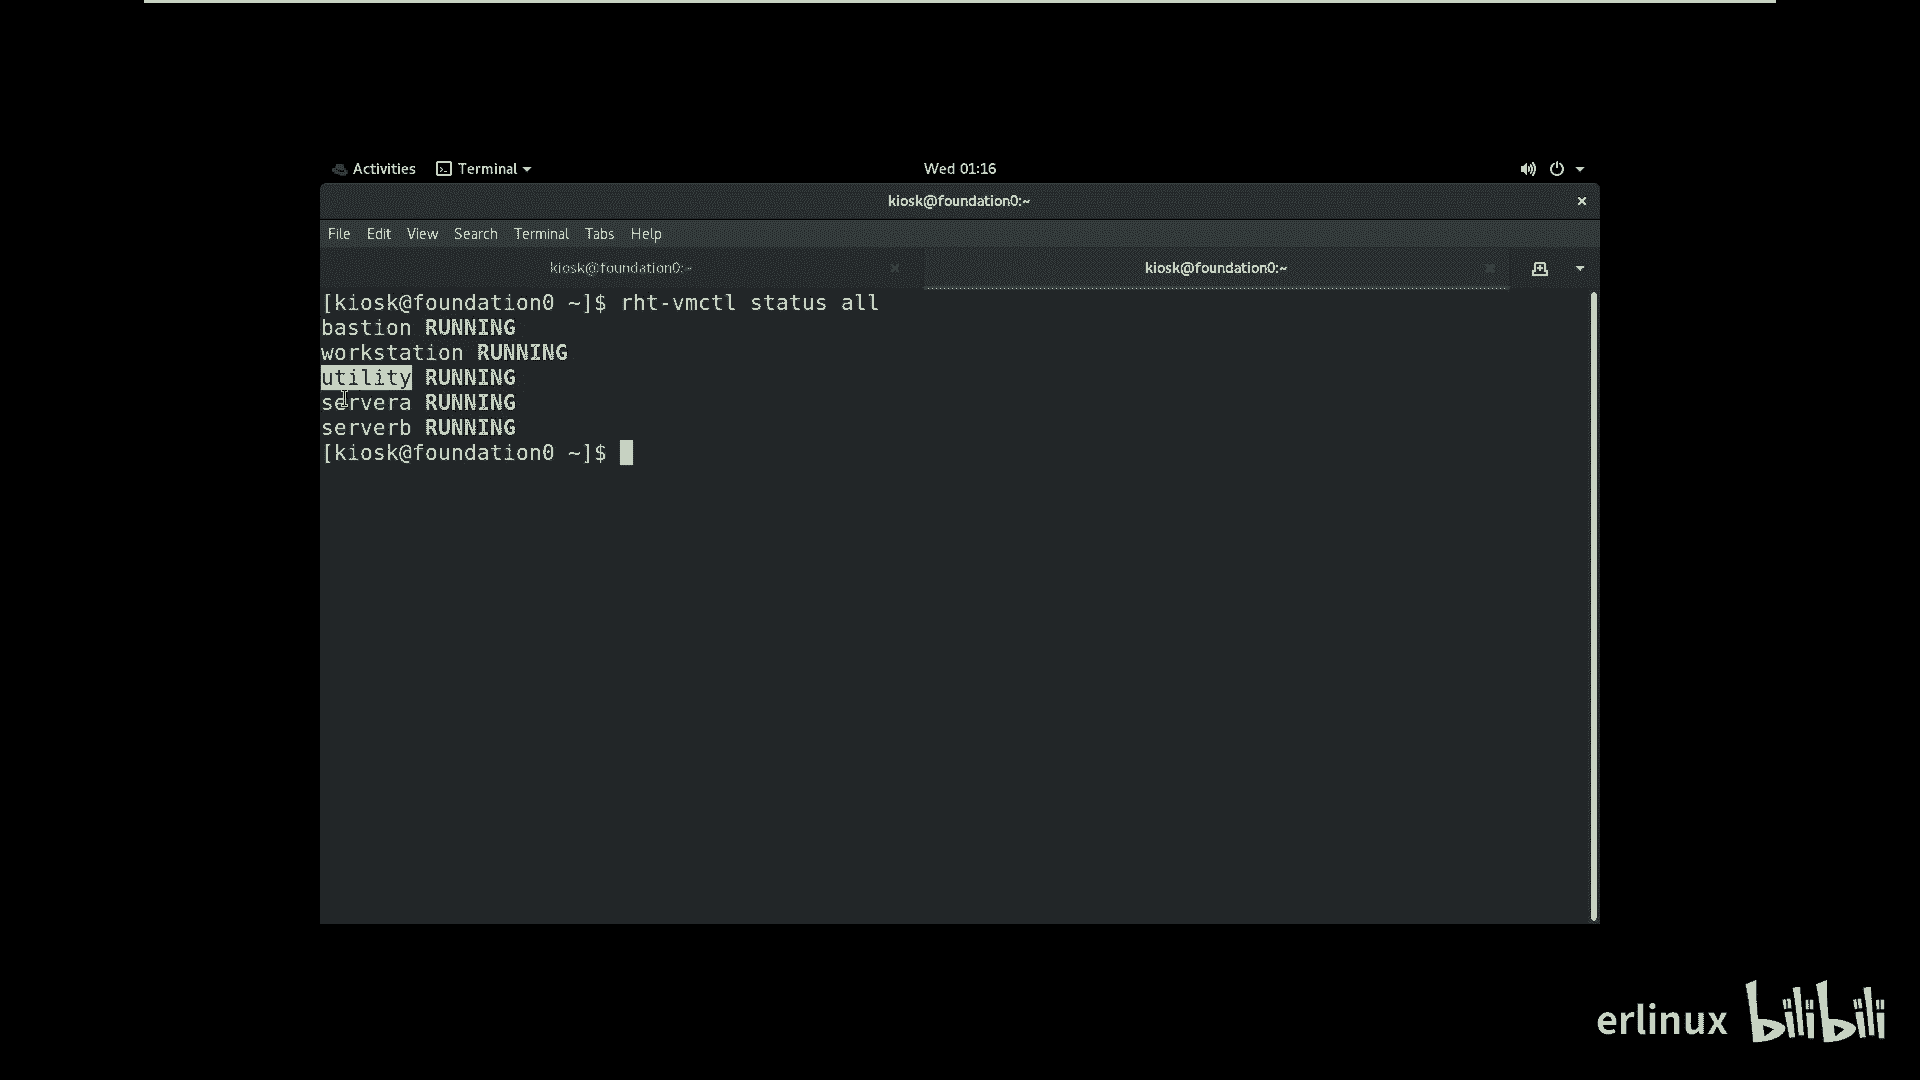 Activities Terminal Wed 01:16
kiosk@foundation0:~
File Edit View Search Terminal Tabs Help
kiosk@foundation0:~ kiosk@foundation0:~
[kiosk@foundation0 ~]$ rht-vmctl status all
bastion RUNNING
workstation RUNNING
utility RUNNING
servera RUNNING
serverb RUNNING
[kiosk@foundation0 ~]$
erlinux bilibili